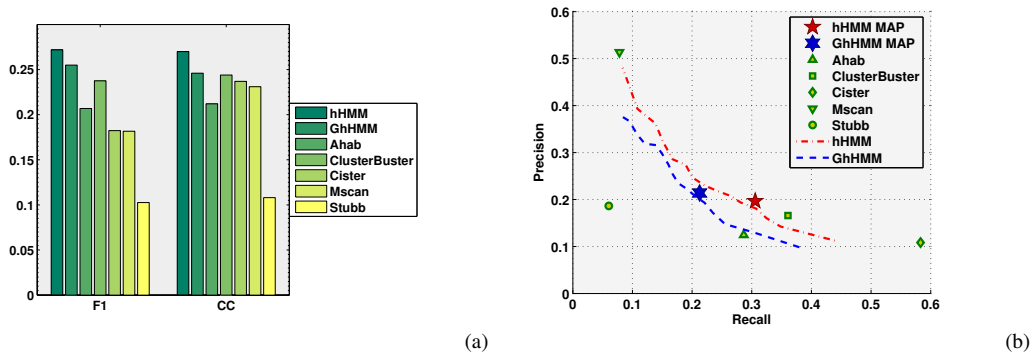 0.25
0.2
0.15
0.1
0.05
0
F1
CC
hHMM
GhHMM
Ahab
ClusterBuster
Cister
Mscan
Stubb
(a)
Precision
0.6
0.5
0.4
0.3
0.2
0.1
0
0
0.1
0.2
0.3
0.4
0.5
0.6
Recall
hHMM MAP
GhHMM MAP
Ahab
ClusterBuster
Cister
Mscan
Stubb
hHMM
GhHMM
(b)